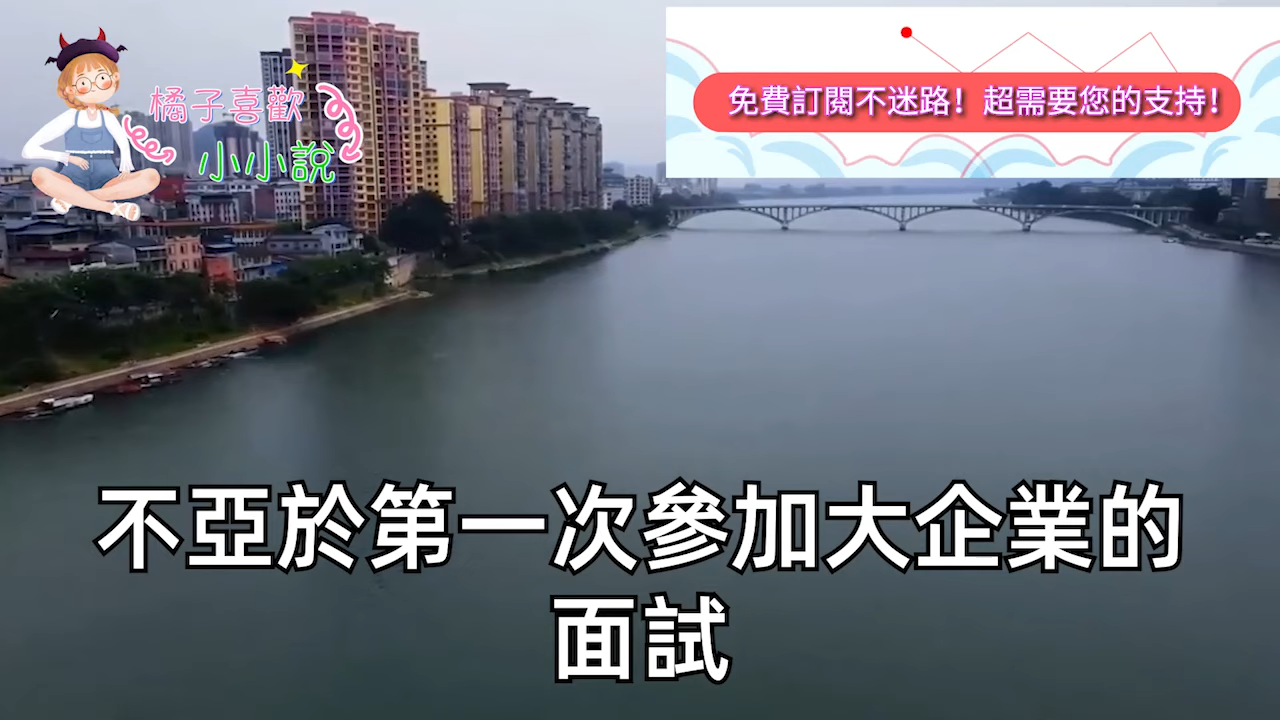 橘子喜歡
小小說
免費訂閱不迷路！超需要您的支持！
不亞於第一次參加大企業的
面試